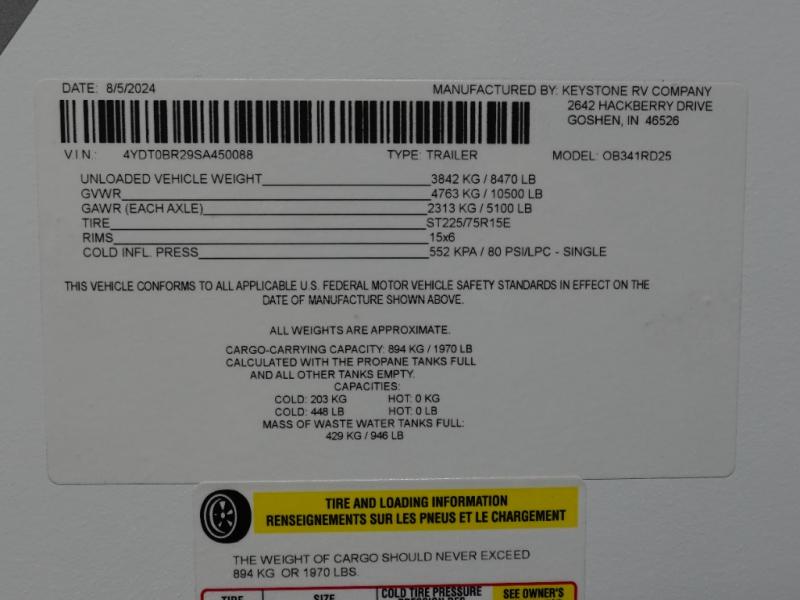 DATE: 8/5/2024 MANUFACTURED BY: KEYSTONE RV COMPANY
2642 HACKBERRY DRIVE
GOSHEN, IN 46526
V.I.N.: 4YDT0BR29SA450088 TYPE: TRAILER MODEL: OB341RD25
UNLOADED VEHICLE WEIGHT 3842 KG / 8470 LB
GVWR 4763 KG / 10500 LB
GAWR (EACH AXLE) 2313 KG / 5100 LB
TIRE ST225/75R15E
RIMS 15x6
COLD INFL. PRESS 552 KPA / 80 PSI/LPC - SINGLE
THIS VEHICLE CONFORMS TO ALL APPLICABLE U.S. FEDERAL MOTOR VEHICLE SAFETY STANDARDS IN EFFECT ON THE
DATE OF MANUFACTURE SHOWN ABOVE.
ALL WEIGHTS ARE APPROXIMATE.
CARGO-CARRYING CAPACITY: 894 KG / 1970 LB
CALCULATED WITH THE PROPANE TANKS FULL
AND ALL OTHER TANKS EMPTY.
CAPACITIES:
COLD: 203 KG HOT: 0 KG
COLD: 448 LB HOT: 0 LB
MASS OF WASTE WATER TANKS FULL:
429 KG / 946 LB
TIRE AND LOADING INFORMATION
RENSEIGNEMENTS SUR LES PNEUS ET LE CHARGEMENT
THE WEIGHT OF CARGO SHOULD NEVER EXCEED
894 KG OR 1970 LBS.
TIRE SIZE COLD TIRE PRESSURE SEE OWNER'S